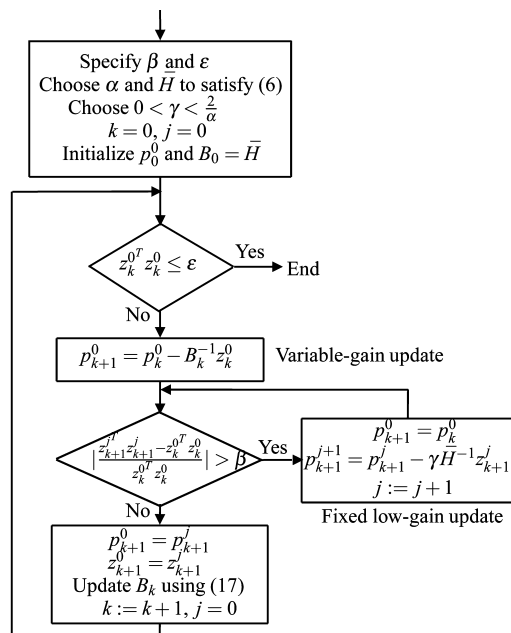 Specify β and ε
Choose α and H̄ to satisfy (6)
Choose 0 < γ < 2/α
k = 0, j = 0
Initialize p_0^0 and B_0 = H̄
z_k^{0^T} z_k^0 ≤ ε
Yes
End
No
p_{k+1}^0 = p_k^0 − B_k^{−1} z_k^0
Variable-gain update
|(z_{k+1}^{j^T} z_{k+1}^j − z_k^{0^T} z_k^0) / (z_k^{0^T} z_k^0)| > β
Yes
p_{k+1}^0 = p_k^0
p_{k+1}^{j+1} = p_{k+1}^j − γH̄^{−1} z_{k+1}^j
j := j + 1
Fixed low-gain update
No
p_{k+1}^0 = p_{k+1}^j
z_{k+1}^0 = z_{k+1}^j
Update B_k using (17)
k := k + 1, j = 0